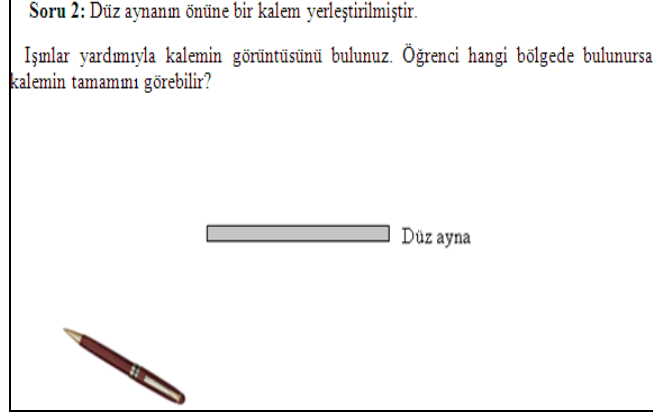 Soru 2: Düz aynanın önüne bir kalem yerleştirilmiştir.
Işınlar yardımıyla kalemin görüntüsünü bulunuz. Öğrenci hangi bölgede bulunursa
kalemin tamamını görebilir?
Düz ayna